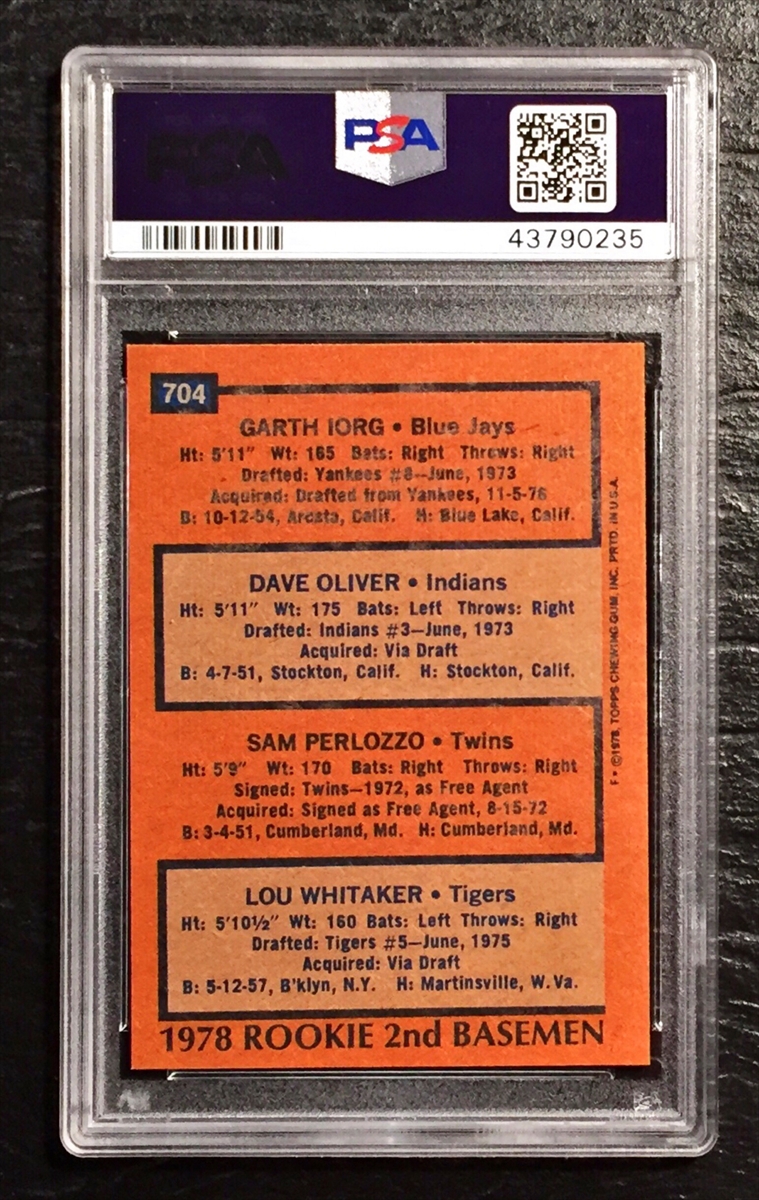 PSA
43790235
704
GARTH IORG • Blue Jays
Ht: 5'11" Wt: 165 Bats: Right Throws: Right
Drafted: Yankees #8—June, 1973
Acquired: Drafted from Yankees, 11-5-76
B: 10-12-54, Arcata, Calif. H: Blue Lake, Calif.
DAVE OLIVER • Indians
Ht: 5'11" Wt: 175 Bats: Left Throws: Right
Drafted: Indians #3—June, 1973
Acquired: Via Draft
B: 4-7-51, Stockton, Calif. H: Stockton, Calif.
SAM PERLOZZO • Twins
Ht: 5'9" Wt: 170 Bats: Right Throws: Right
Signed: Twins—1972, as Free Agent
Acquired: Signed as Free Agent, 8-15-72
B: 3-4-51, Cumberland, Md. H: Cumberland, Md.
LOU WHITAKER • Tigers
Ht: 5'10½" Wt: 160 Bats: Left Throws: Right
Drafted: Tigers #5—June, 1975
Acquired: Via Draft
B: 5-12-57, B'klyn, N.Y. H: Martinsville, W. Va.
1978 ROOKIE 2nd BASEMEN
F • ©1978, TOPPS CHEWING GUM, INC. PRTD. IN U.S.A.